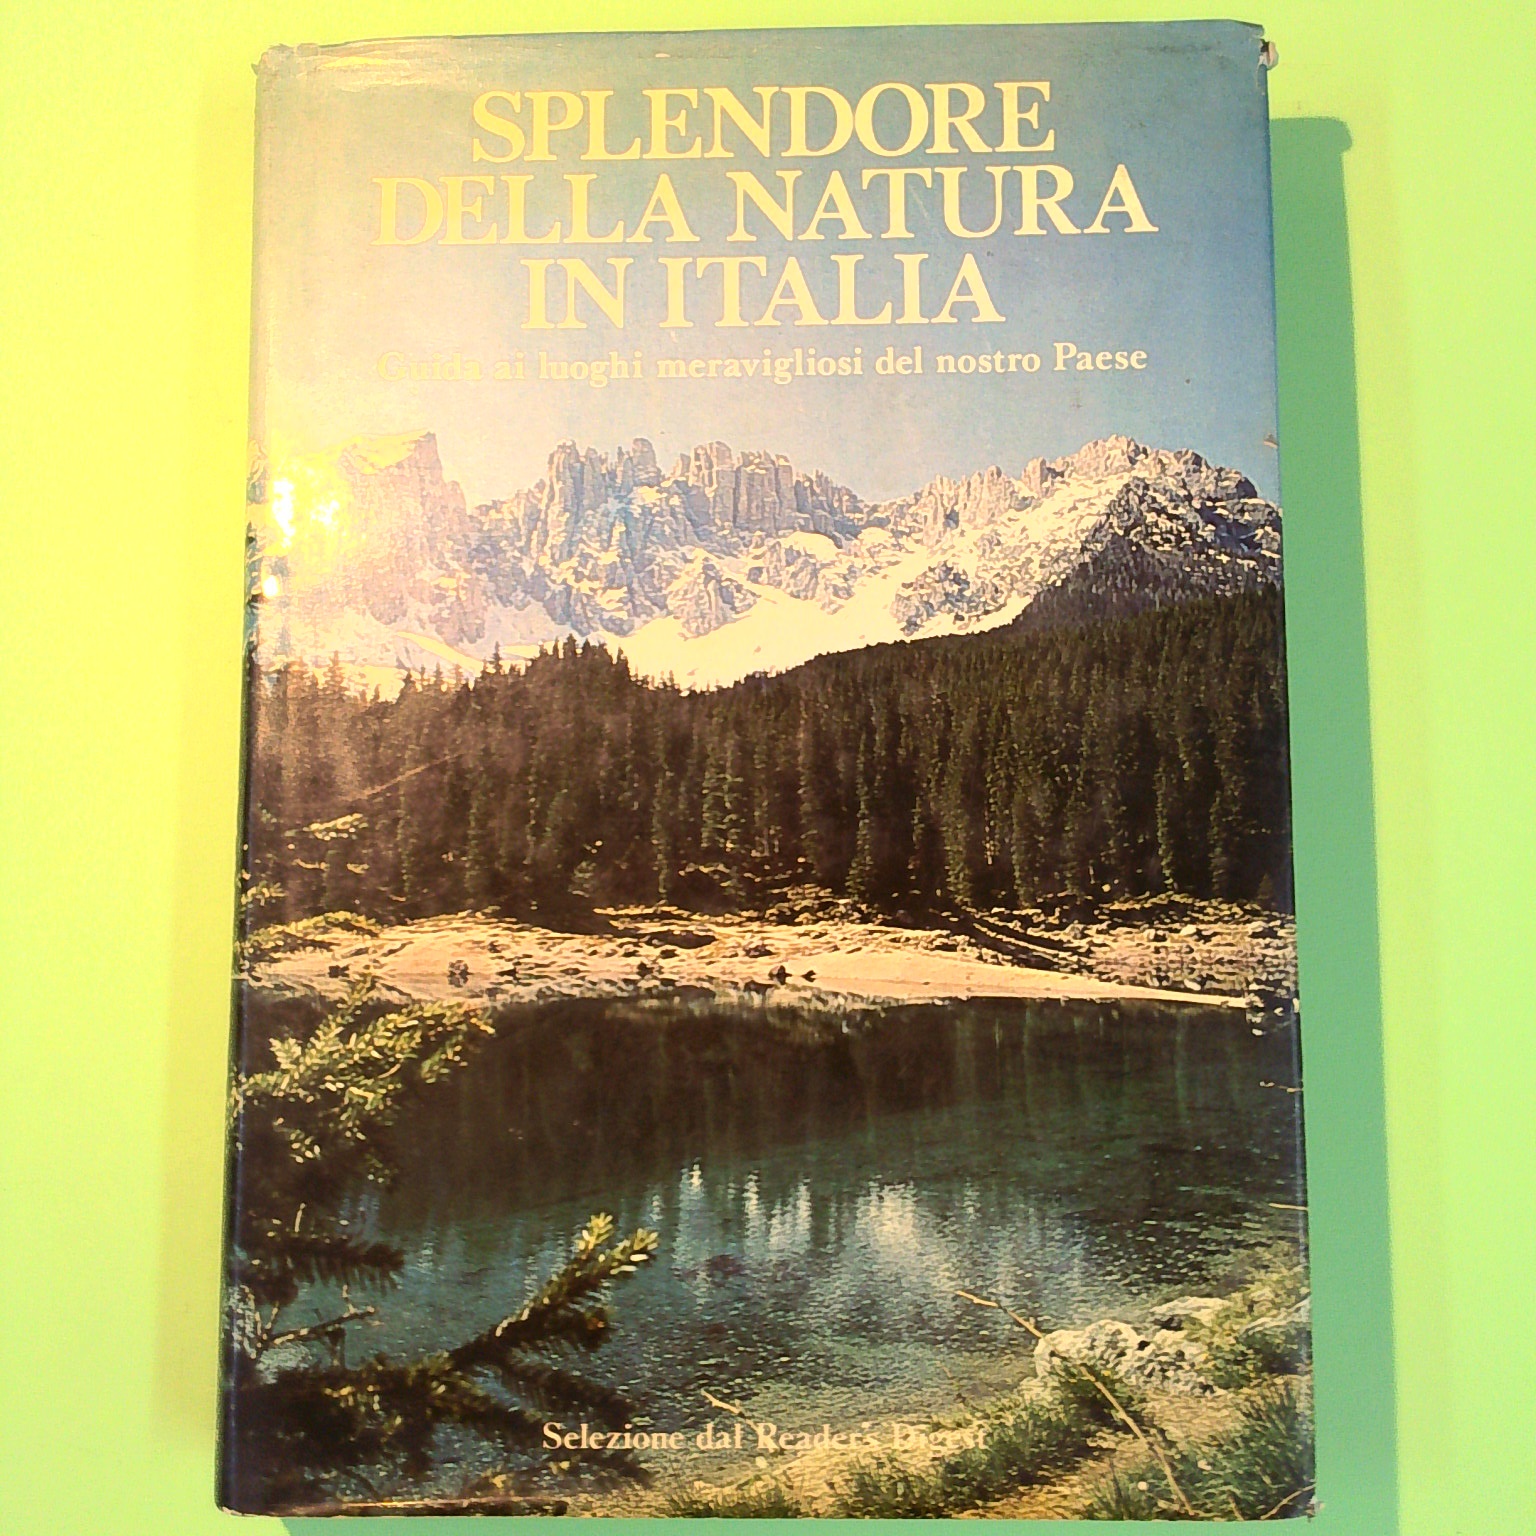 SPLENDORE
DELLA NATURA
IN ITALIA
Guida ai luoghi meravigliosi del nostro Paese
Selezione dal Reader's Digest